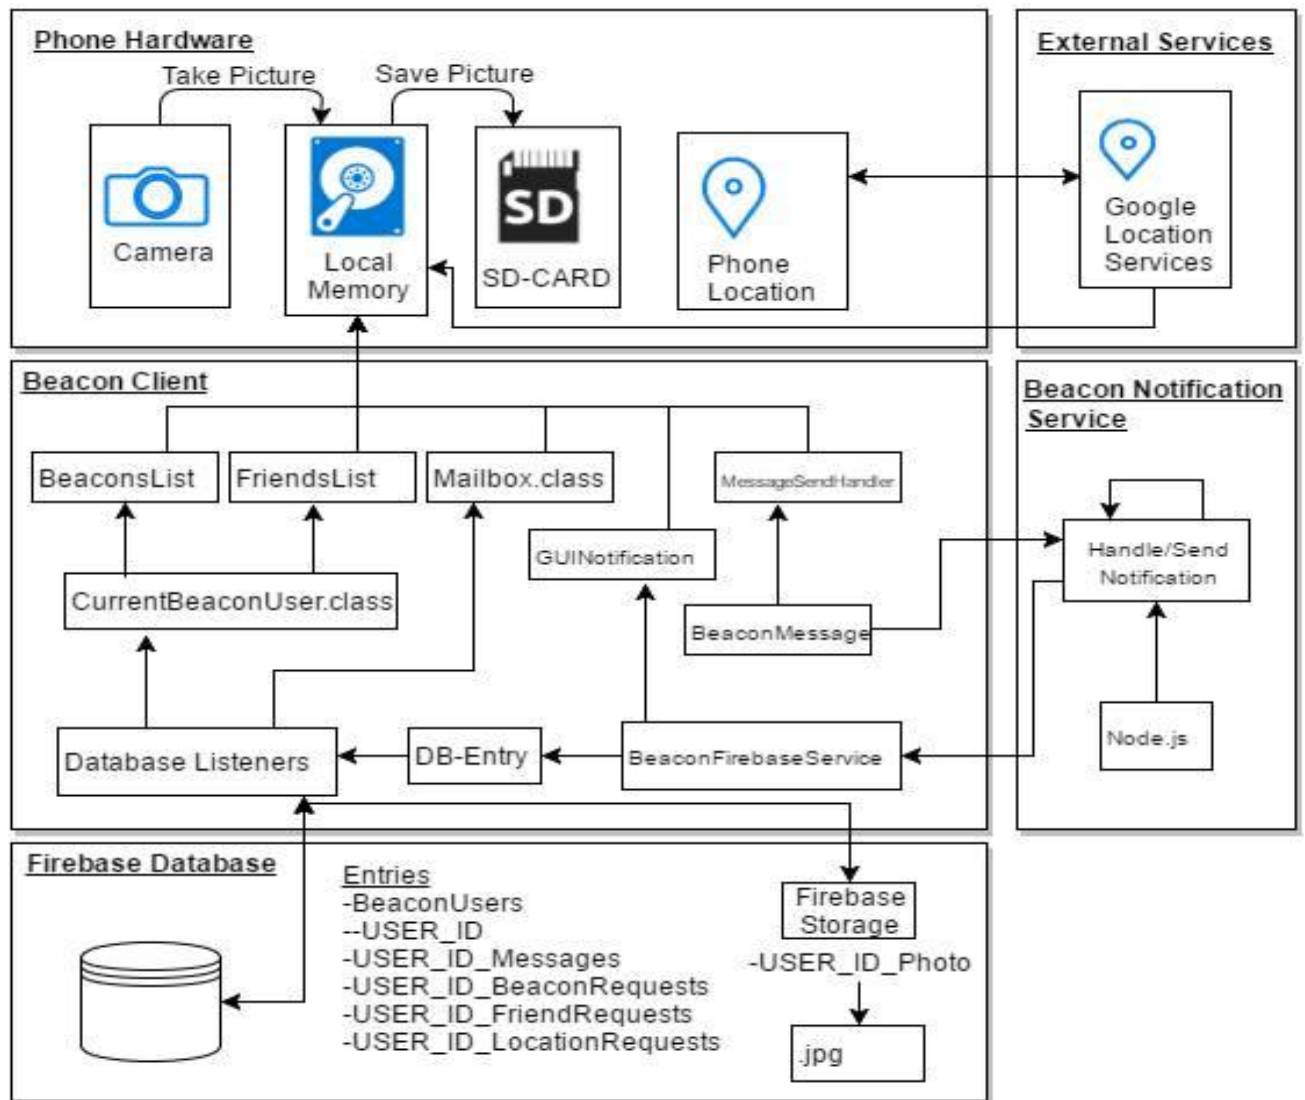 Phone Hardware
Take Picture
Save Picture
Camera
Local
Memory
SD
SD-CARD
Phone
Location
External Services
Google
Location
Services
Beacon Client
BeaconsList
FriendsList
Mailbox.class
MessageSendHandler
GUINotification
CurrentBeaconUser.class
BeaconMessage
Database Listeners
DB-Entry
BeaconFirebaseService
Beacon Notification
Service
Handle/Send
Notification
Node.js
Firebase Database
Entries
-BeaconUsers
--USER_ID
-USER_ID_Messages
-USER_ID_BeaconRequests
-USER_ID_FriendRequests
-USER_ID_LocationRequests
Firebase
Storage
-USER_ID_Photo
.jpg